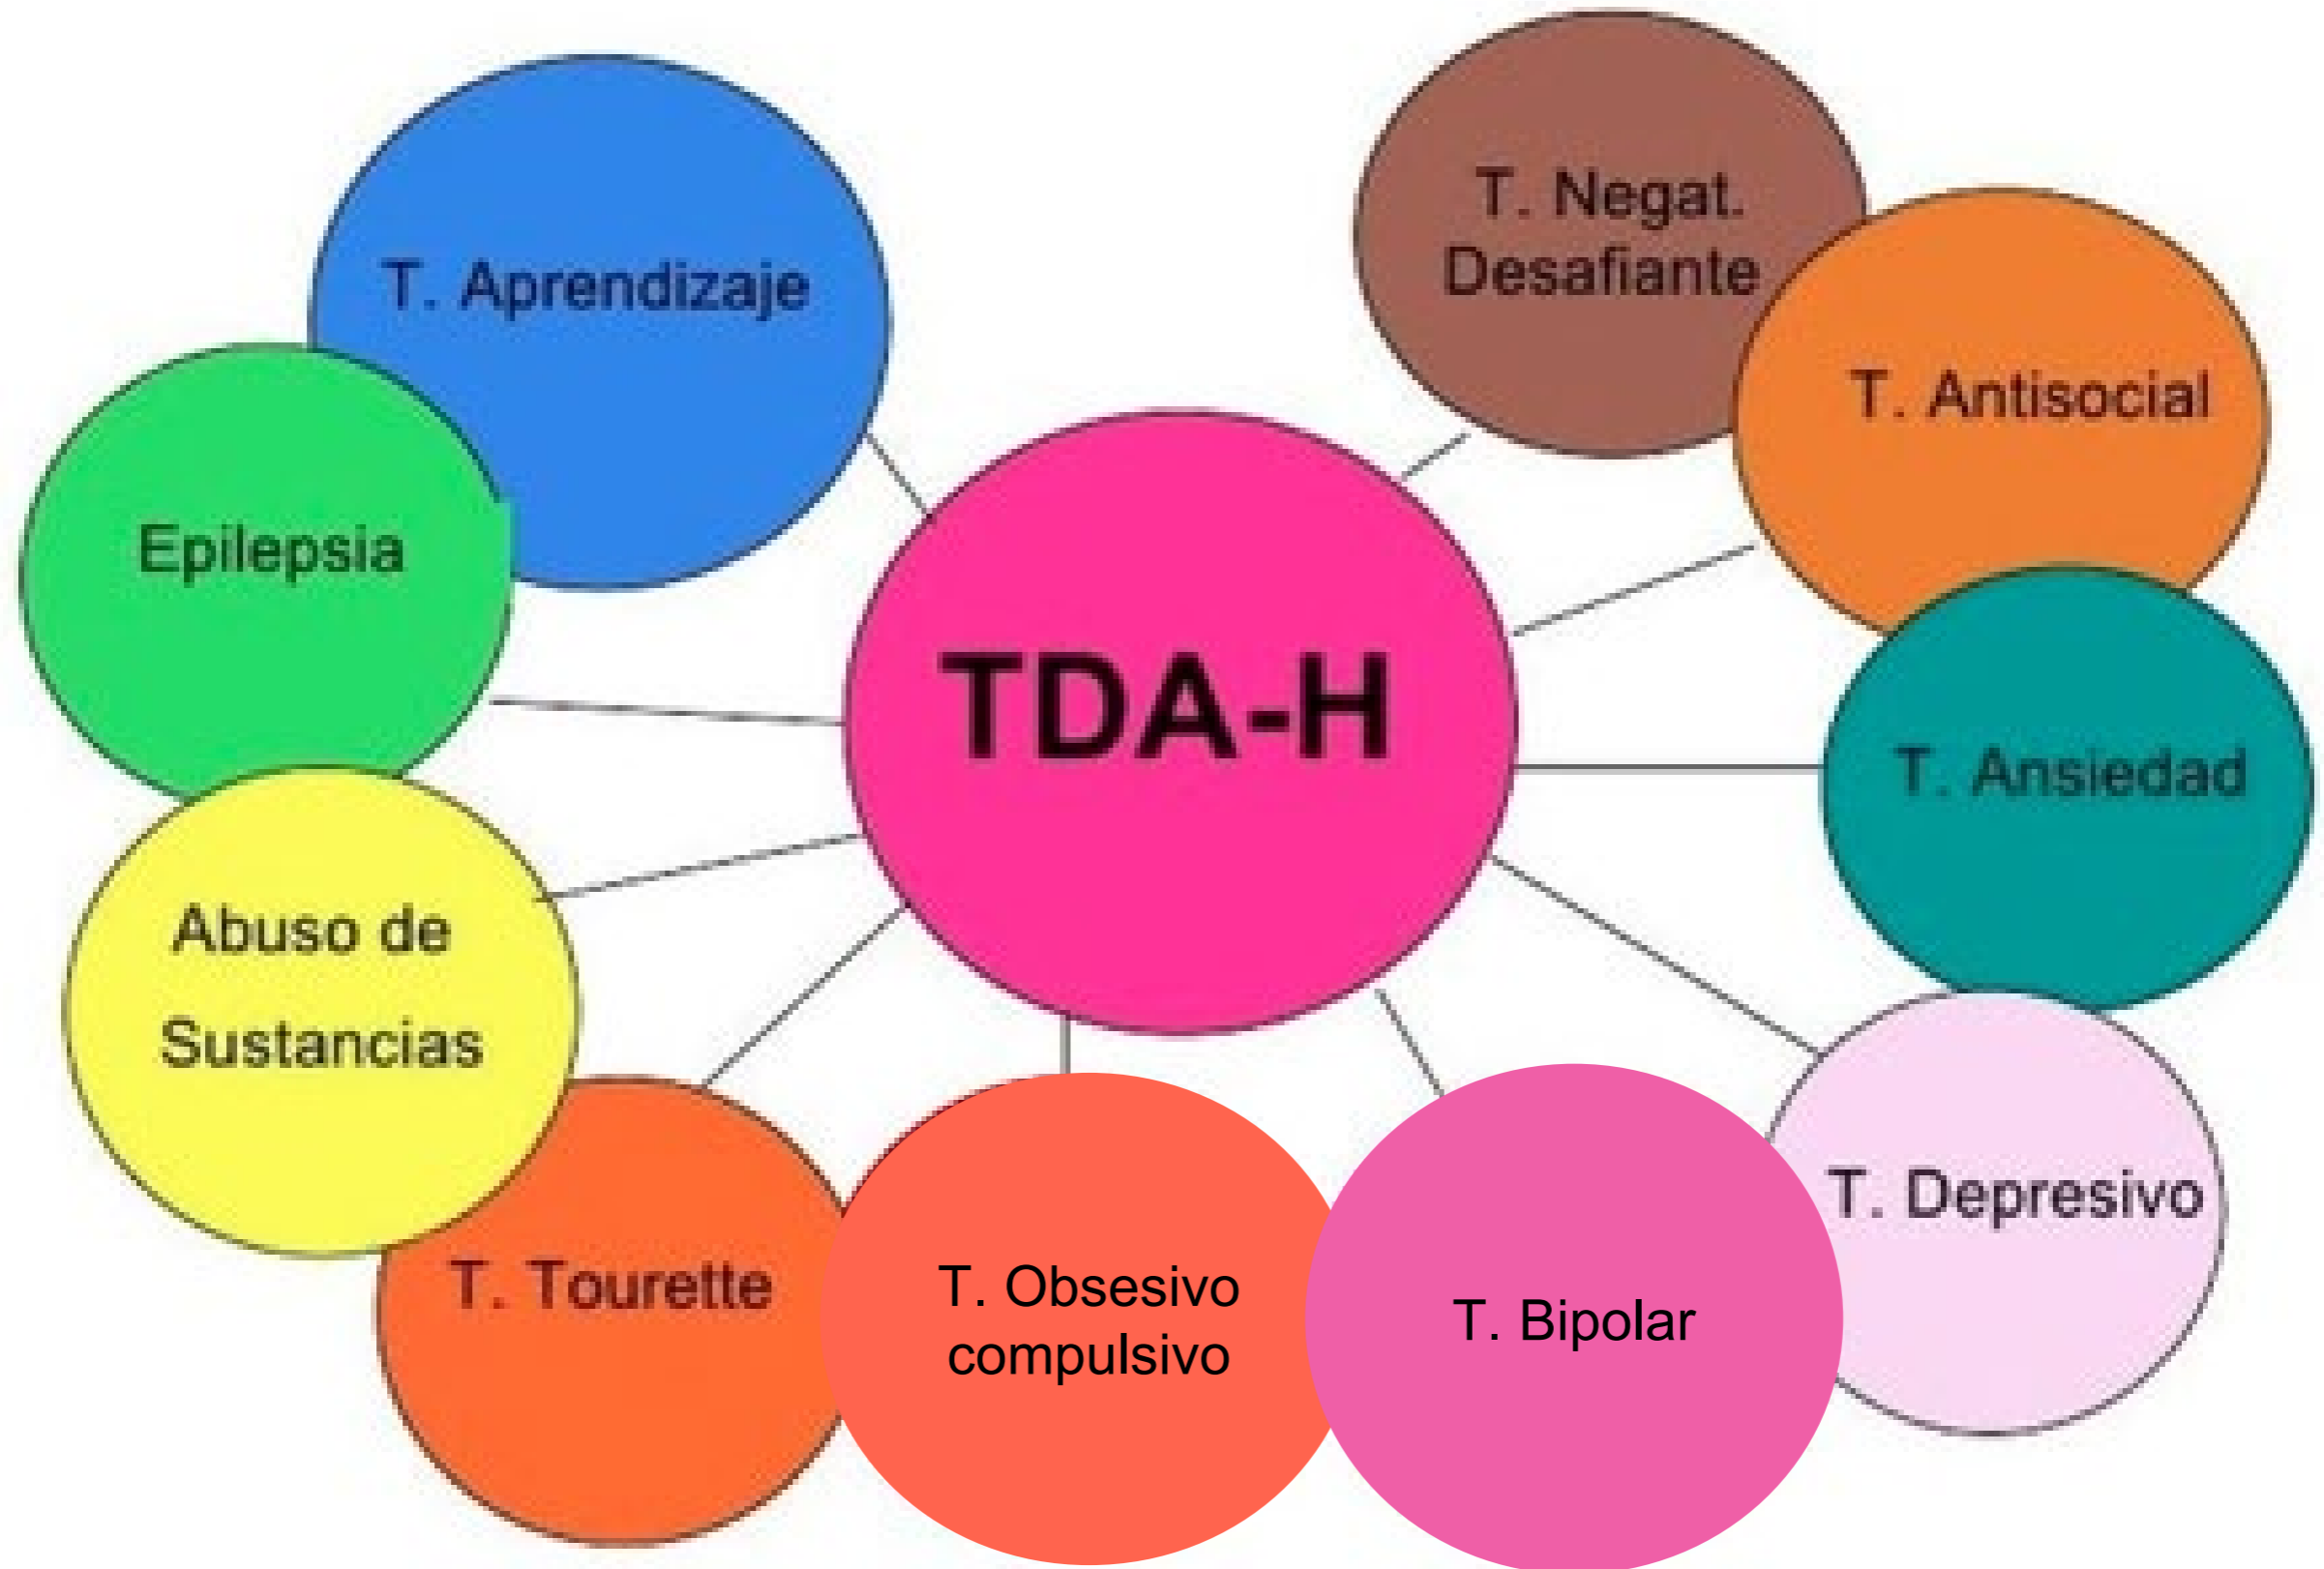 T. Negat.
Desafiante
T. Aprendizaje
T. Antisocial
Epilepsia
TDA-H
T. Ansiedad
Abuso de
Sustancias
T. Depresivo
T. Tourette
T. Obsesivo
compulsivo
T. Bipolar